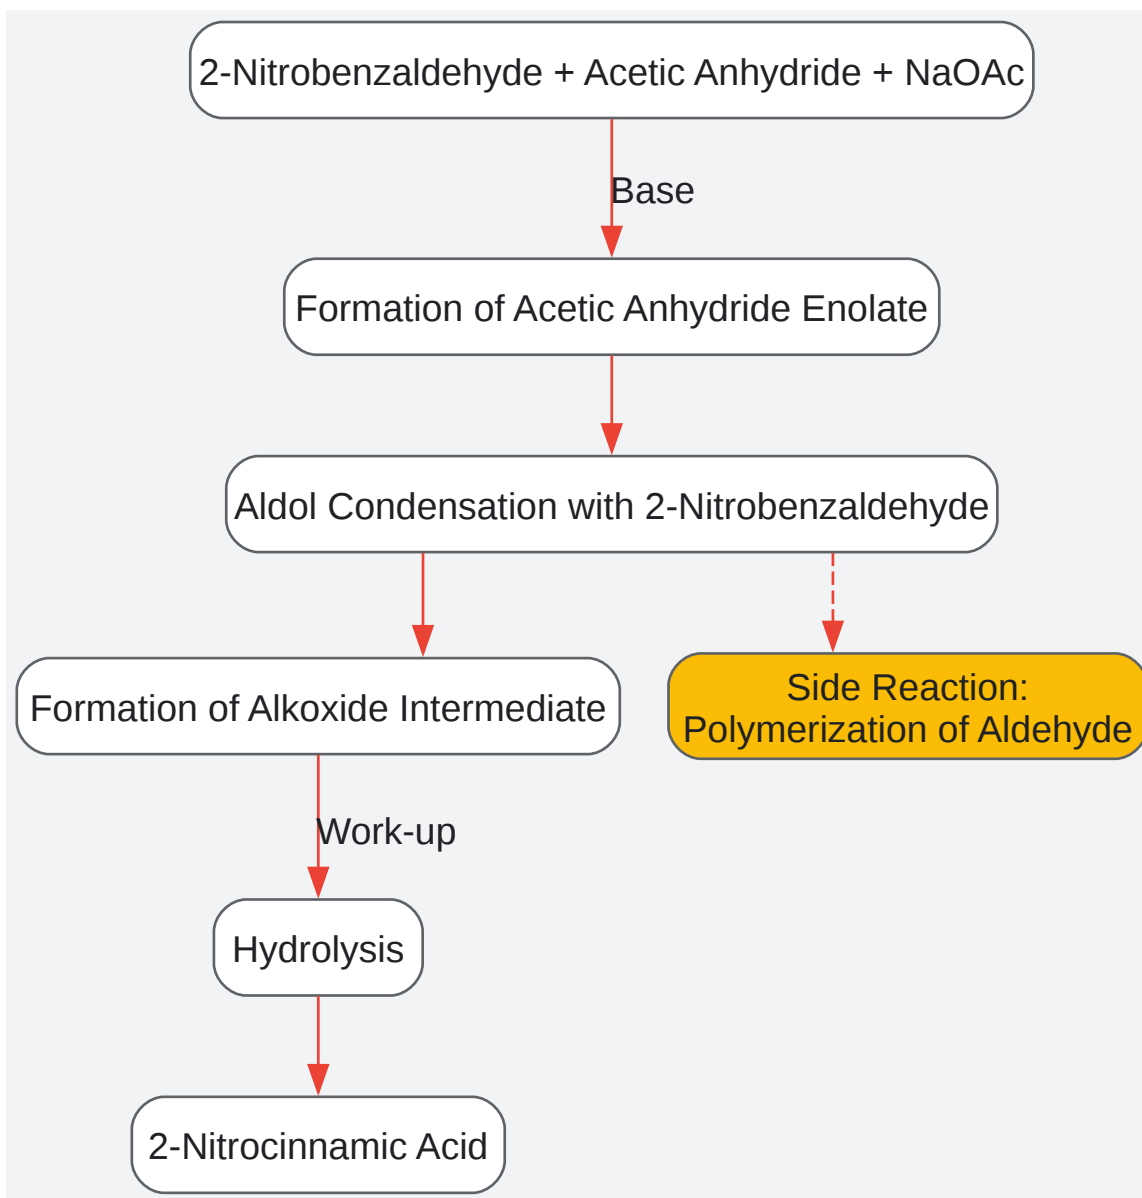 2-Nitrobenzaldehyde + Acetic Anhydride + NaOAc
Base
Formation of Acetic Anhydride Enolate
Aldol Condensation with 2-Nitrobenzaldehyde
Formation of Alkoxide Intermediate
Side Reaction:
Polymerization of Aldehyde
Work-up
Hydrolysis
2-Nitrocinnamic Acid